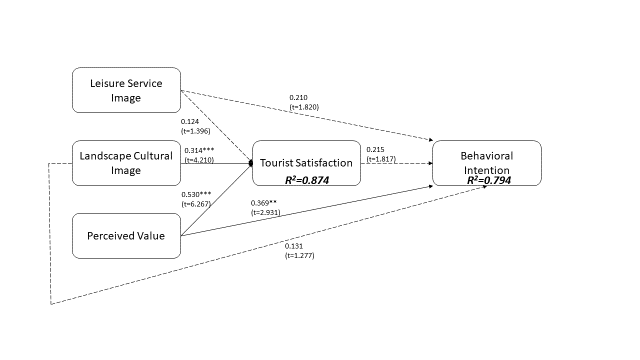 Leisure Service
Image
0.210
(t=1.820)
0.124
(t=1.396)
Landscape Cultural
Image
0.314***
(t=4.210)
Tourist Satisfaction
R²=0.874
0.215
(t=1.817)
Behavioral
Intention
R²=0.794
0.530***
(t=6.267)
0.369**
(t=2.931)
Perceived Value
0.131
(t=1.277)